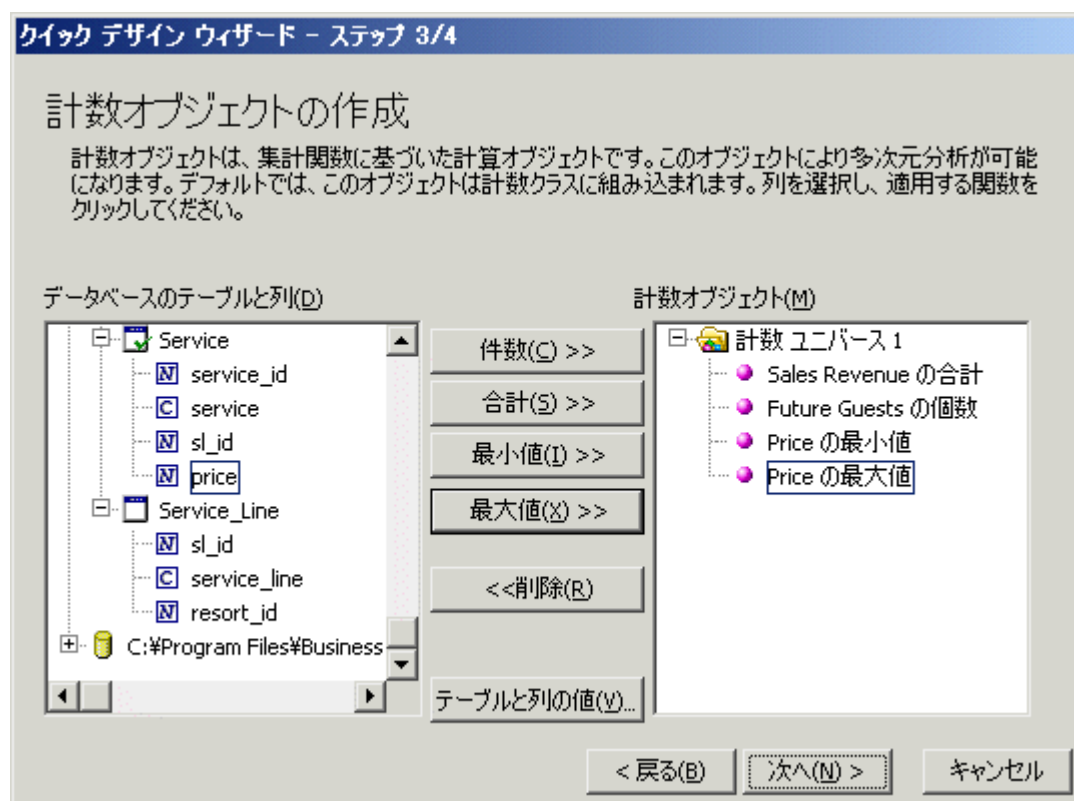 クイック デザイン ウィザード - ステップ 3/4
計数オブジェクトの作成
計数オブジェクトは、集計関数に基づいた計算オブジェクトです。このオブジェクトにより多次元分析が可能
になります。デフォルトでは、このオブジェクトは計数クラスに組み込まれます。列を選択し、適用する関数を
クリックしてください。
データベースのテーブルと列(D)
Service
service_id
service
sl_id
price
Service_Line
sl_id
service_line
resort_id
C:¥Program Files¥Business
件数(C) >>
合計(S) >>
最小値(I) >>
最大値(X) >>
<<削除(R)
テーブルと列の値(V)...
計数オブジェクト(M)
計数 ユニバース 1
Sales Revenue の合計
Future Guests の個数
Price の最小値
Price の最大値
< 戻る(B)
次へ(N) >
キャンセル